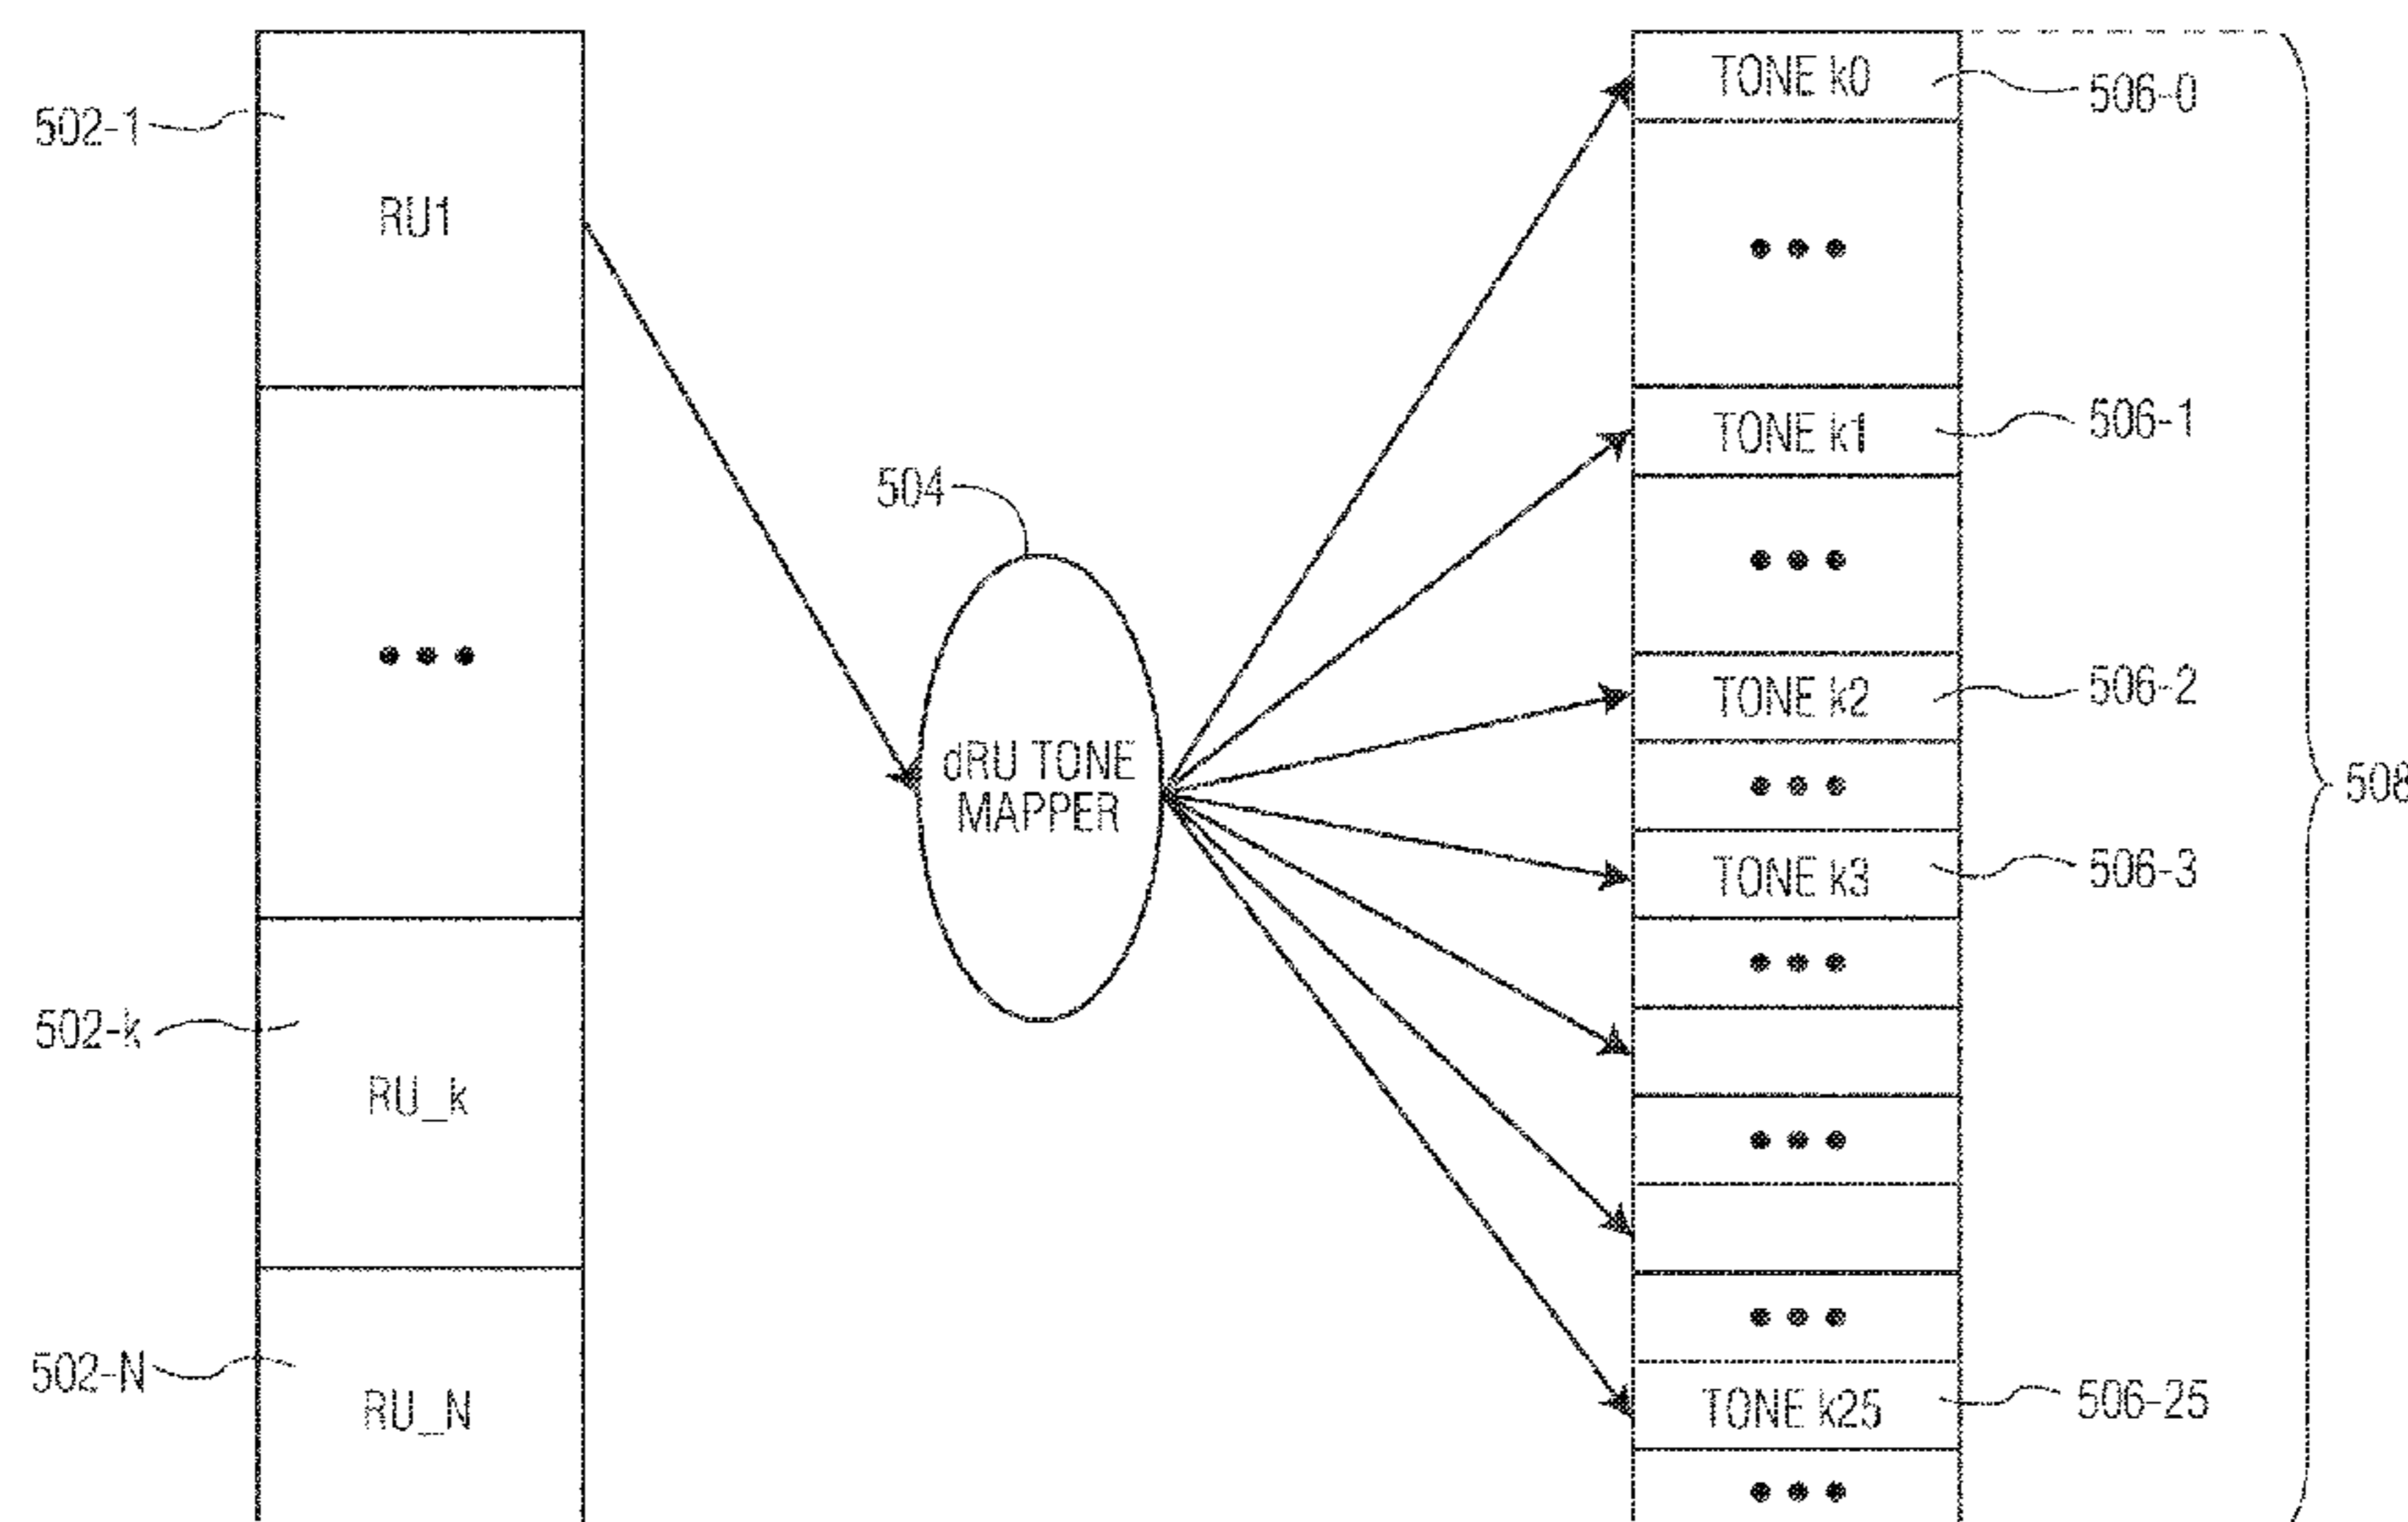 502-1
RU1
502-k
RU_k
502-N
RU_N
504
dRU TONE
MAPPER
TONE k0
506-0
TONE k1
506-1
TONE k2
506-2
TONE k3
506-3
TONE k25
506-25
508